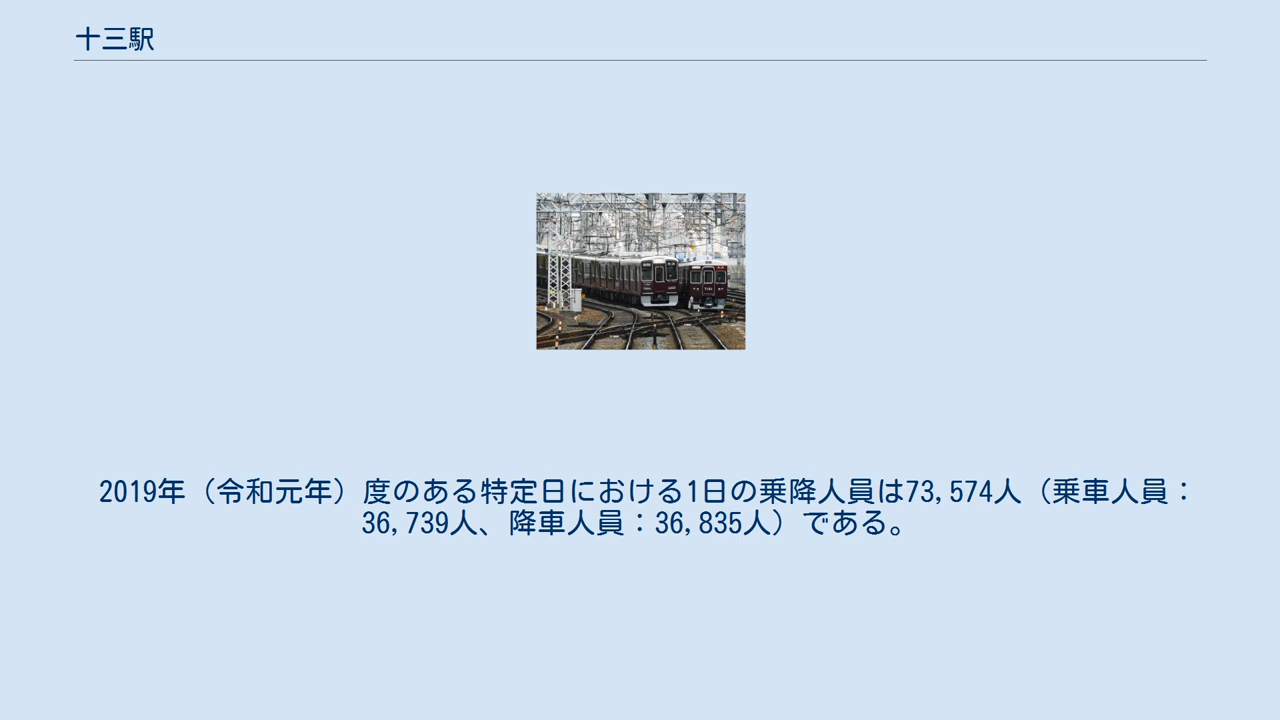 十三駅
2019年（令和元年）度のある特定日における1日の乗降人員は73,574人（乗車人員：
36,739人、降車人員：36,835人）である。